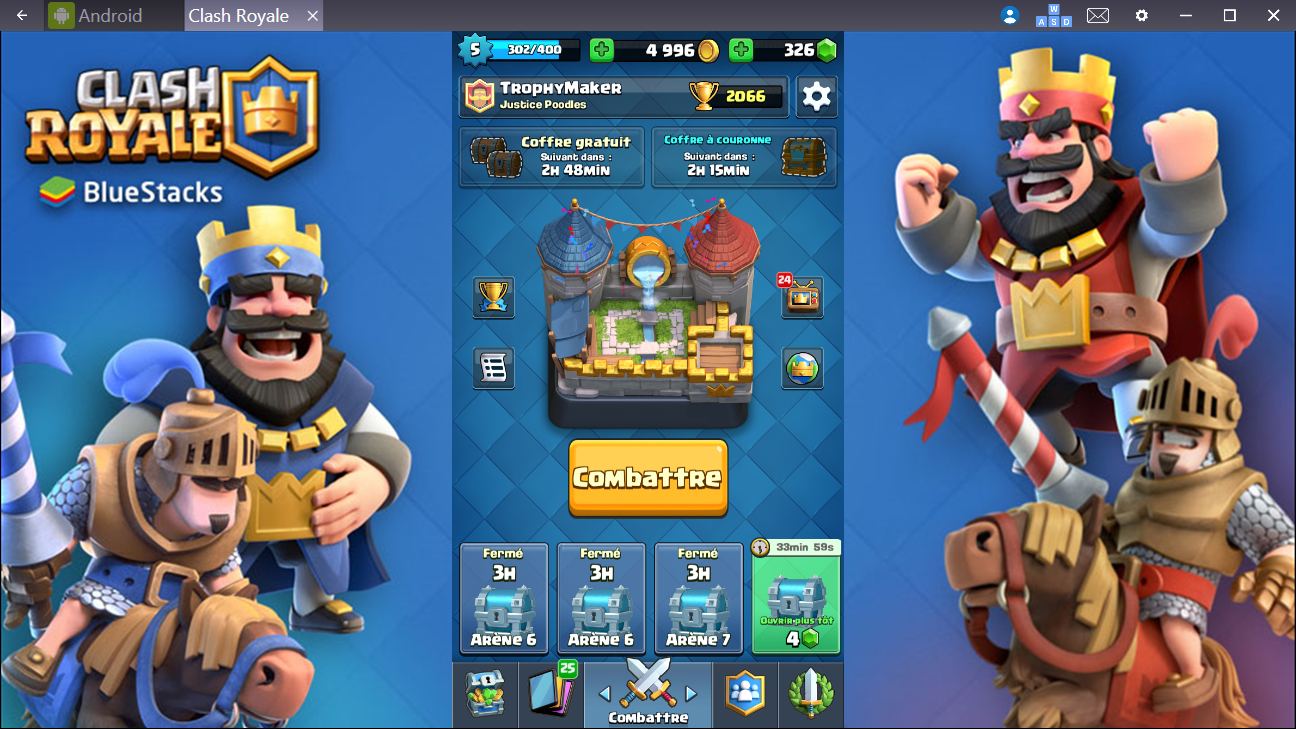 Android
Clash Royale
W
A S D
CLASH
ROYALE
BlueStacks
5
302/400
4 996
326
TrophyMaker
Justice Poodles
2066
Coffre gratuit
Suivant dans :
2h 48min
Coffre à couronne
Suivant dans :
2h 15min
24
Combattre
Fermé
3H
Arène 6
Fermé
3H
Arène 6
Fermé
3H
Arène 7
33min 59s
Ouvrir plus tôt
4
25
Combattre